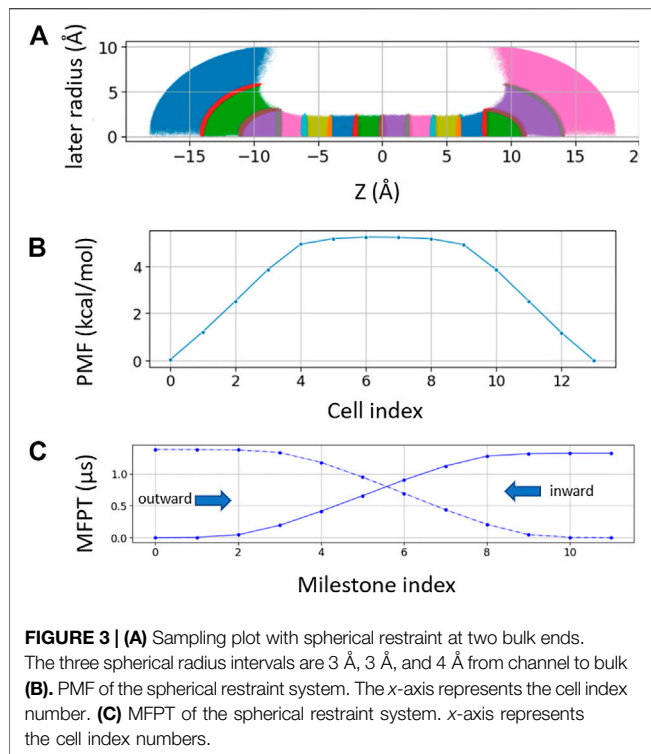 A
later radius (Å)
10
5
0
−15
−10
−5
0
5
10
15
2
Z (Å)
B
PMF (kcal/mol)
4
2
0
0
2
4
6
8
10
12
Cell index
C
MFPT (µs)
1.0
0.5
0.0
outward
inward
0
2
4
6
8
10
Milestone index
FIGURE 3 | (A) Sampling plot with spherical restraint at two bulk ends.
The three spherical radius intervals are 3 Å, 3 Å, and 4 Å from channel to bulk
(B). PMF of the spherical restraint system. The x-axis represents the cell index
number. (C) MFPT of the spherical restraint system. x-axis represents
the cell index numbers.